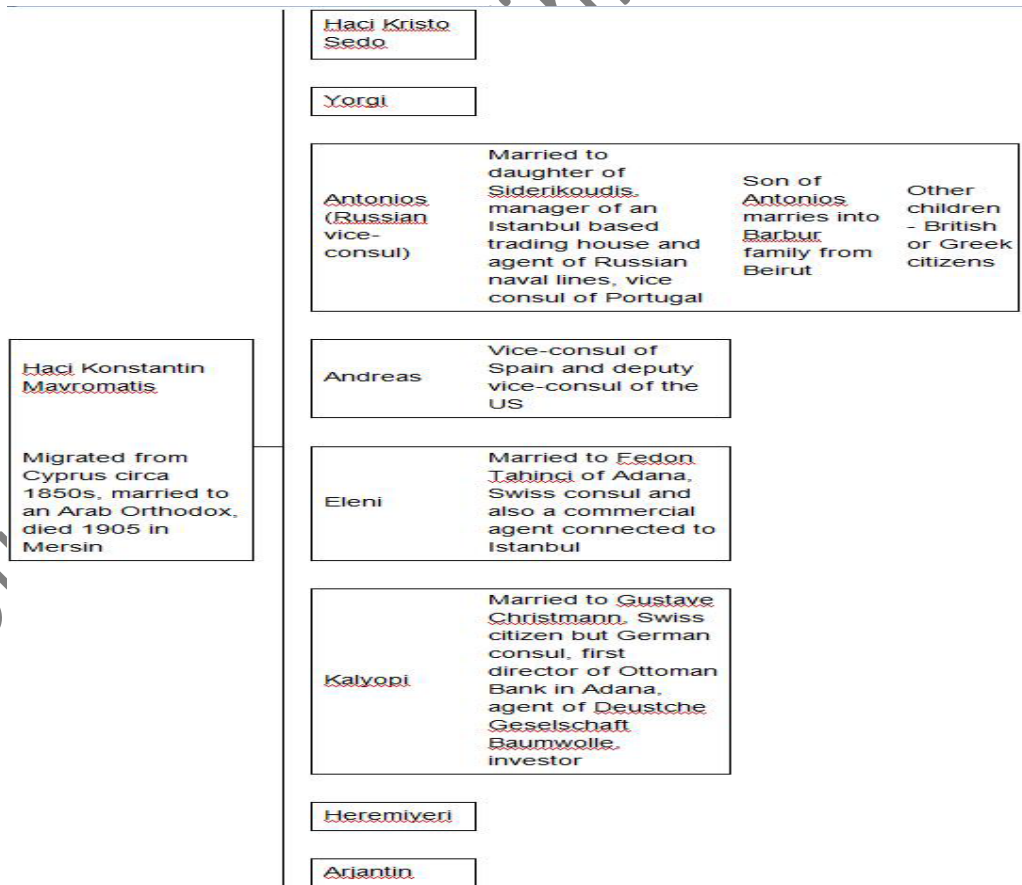 Haci Kristo
Sedo
Yorgi
Antonios
(Russian
vice-
consul)
Married to
daughter of
Siderikoudis,
manager of an
Istanbul based
trading house and
agent of Russian
naval lines, vice
consul of Portugal
Son of
Antonios
marries into
Barbur
family from
Beirut
Other
children
- British
or Greek
citizens
Haci Konstantin
Mavromatis
Migrated from
Cyprus circa
1850s, married to
an Arab Orthodox,
died 1905 in
Mersin
Andreas
Vice-consul of
Spain and deputy
vice-consul of the
US
Eleni
Married to Fedon
Tahinci of Adana,
Swiss consul and
also a commercial
agent connected to
Istanbul
Kalyopi
Married to Gustave
Christmann, Swiss
citizen but German
consul, first
director of Ottoman
Bank in Adana,
agent of Deustche
Geselschaft
Baumwolle,
investor
Heremiyeri
Arjantin